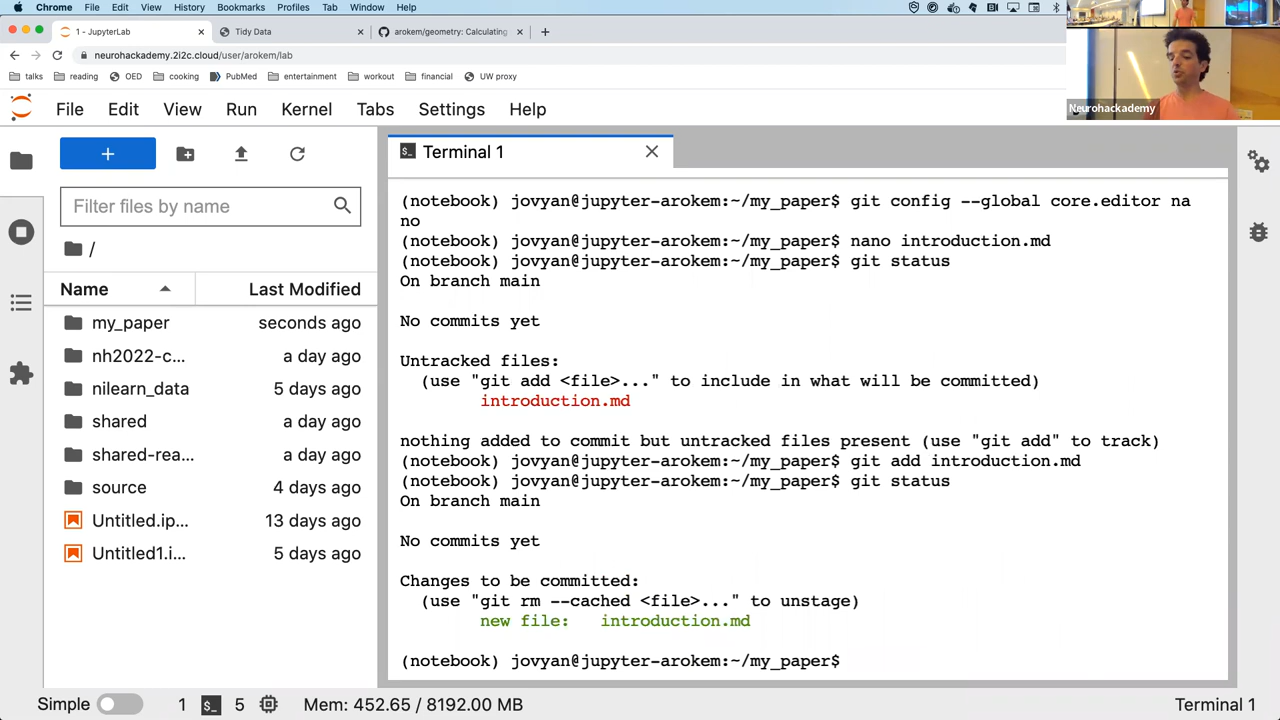 Chrome File Edit View History Bookmarks Profiles Tab Window Help
1 - JupyterLab
Tidy Data
arokem/geometry: Calculating
neurohackademy.2i2c.cloud/user/arokem/lab
talks reading OED cooking PubMed entertainment workout financial UW proxy
Neurohackademy
File Edit View Run Kernel Tabs Settings Help
Terminal 1
Filter files by name
/
Name Last Modified
my_paper seconds ago
nh2022-c... a day ago
nilearn_data 5 days ago
shared a day ago
shared-rea... a day ago
source 4 days ago
Untitled.ip... 13 days ago
Untitled1.i... 5 days ago
(notebook) jovyan@jupyter-arokem:~/my_paper$ git config --global core.editor na
no
(notebook) jovyan@jupyter-arokem:~/my_paper$ nano introduction.md
(notebook) jovyan@jupyter-arokem:~/my_paper$ git status
On branch main
No commits yet
Untracked files:
(use "git add <file>..." to include in what will be committed)
introduction.md
nothing added to commit but untracked files present (use "git add" to track)
(notebook) jovyan@jupyter-arokem:~/my_paper$ git add introduction.md
(notebook) jovyan@jupyter-arokem:~/my_paper$ git status
On branch main
No commits yet
Changes to be committed:
(use "git rm --cached <file>..." to unstage)
new file: introduction.md
(notebook) jovyan@jupyter-arokem:~/my_paper$
Simple 1 5 Mem: 452.65 / 8192.00 MB Terminal 1